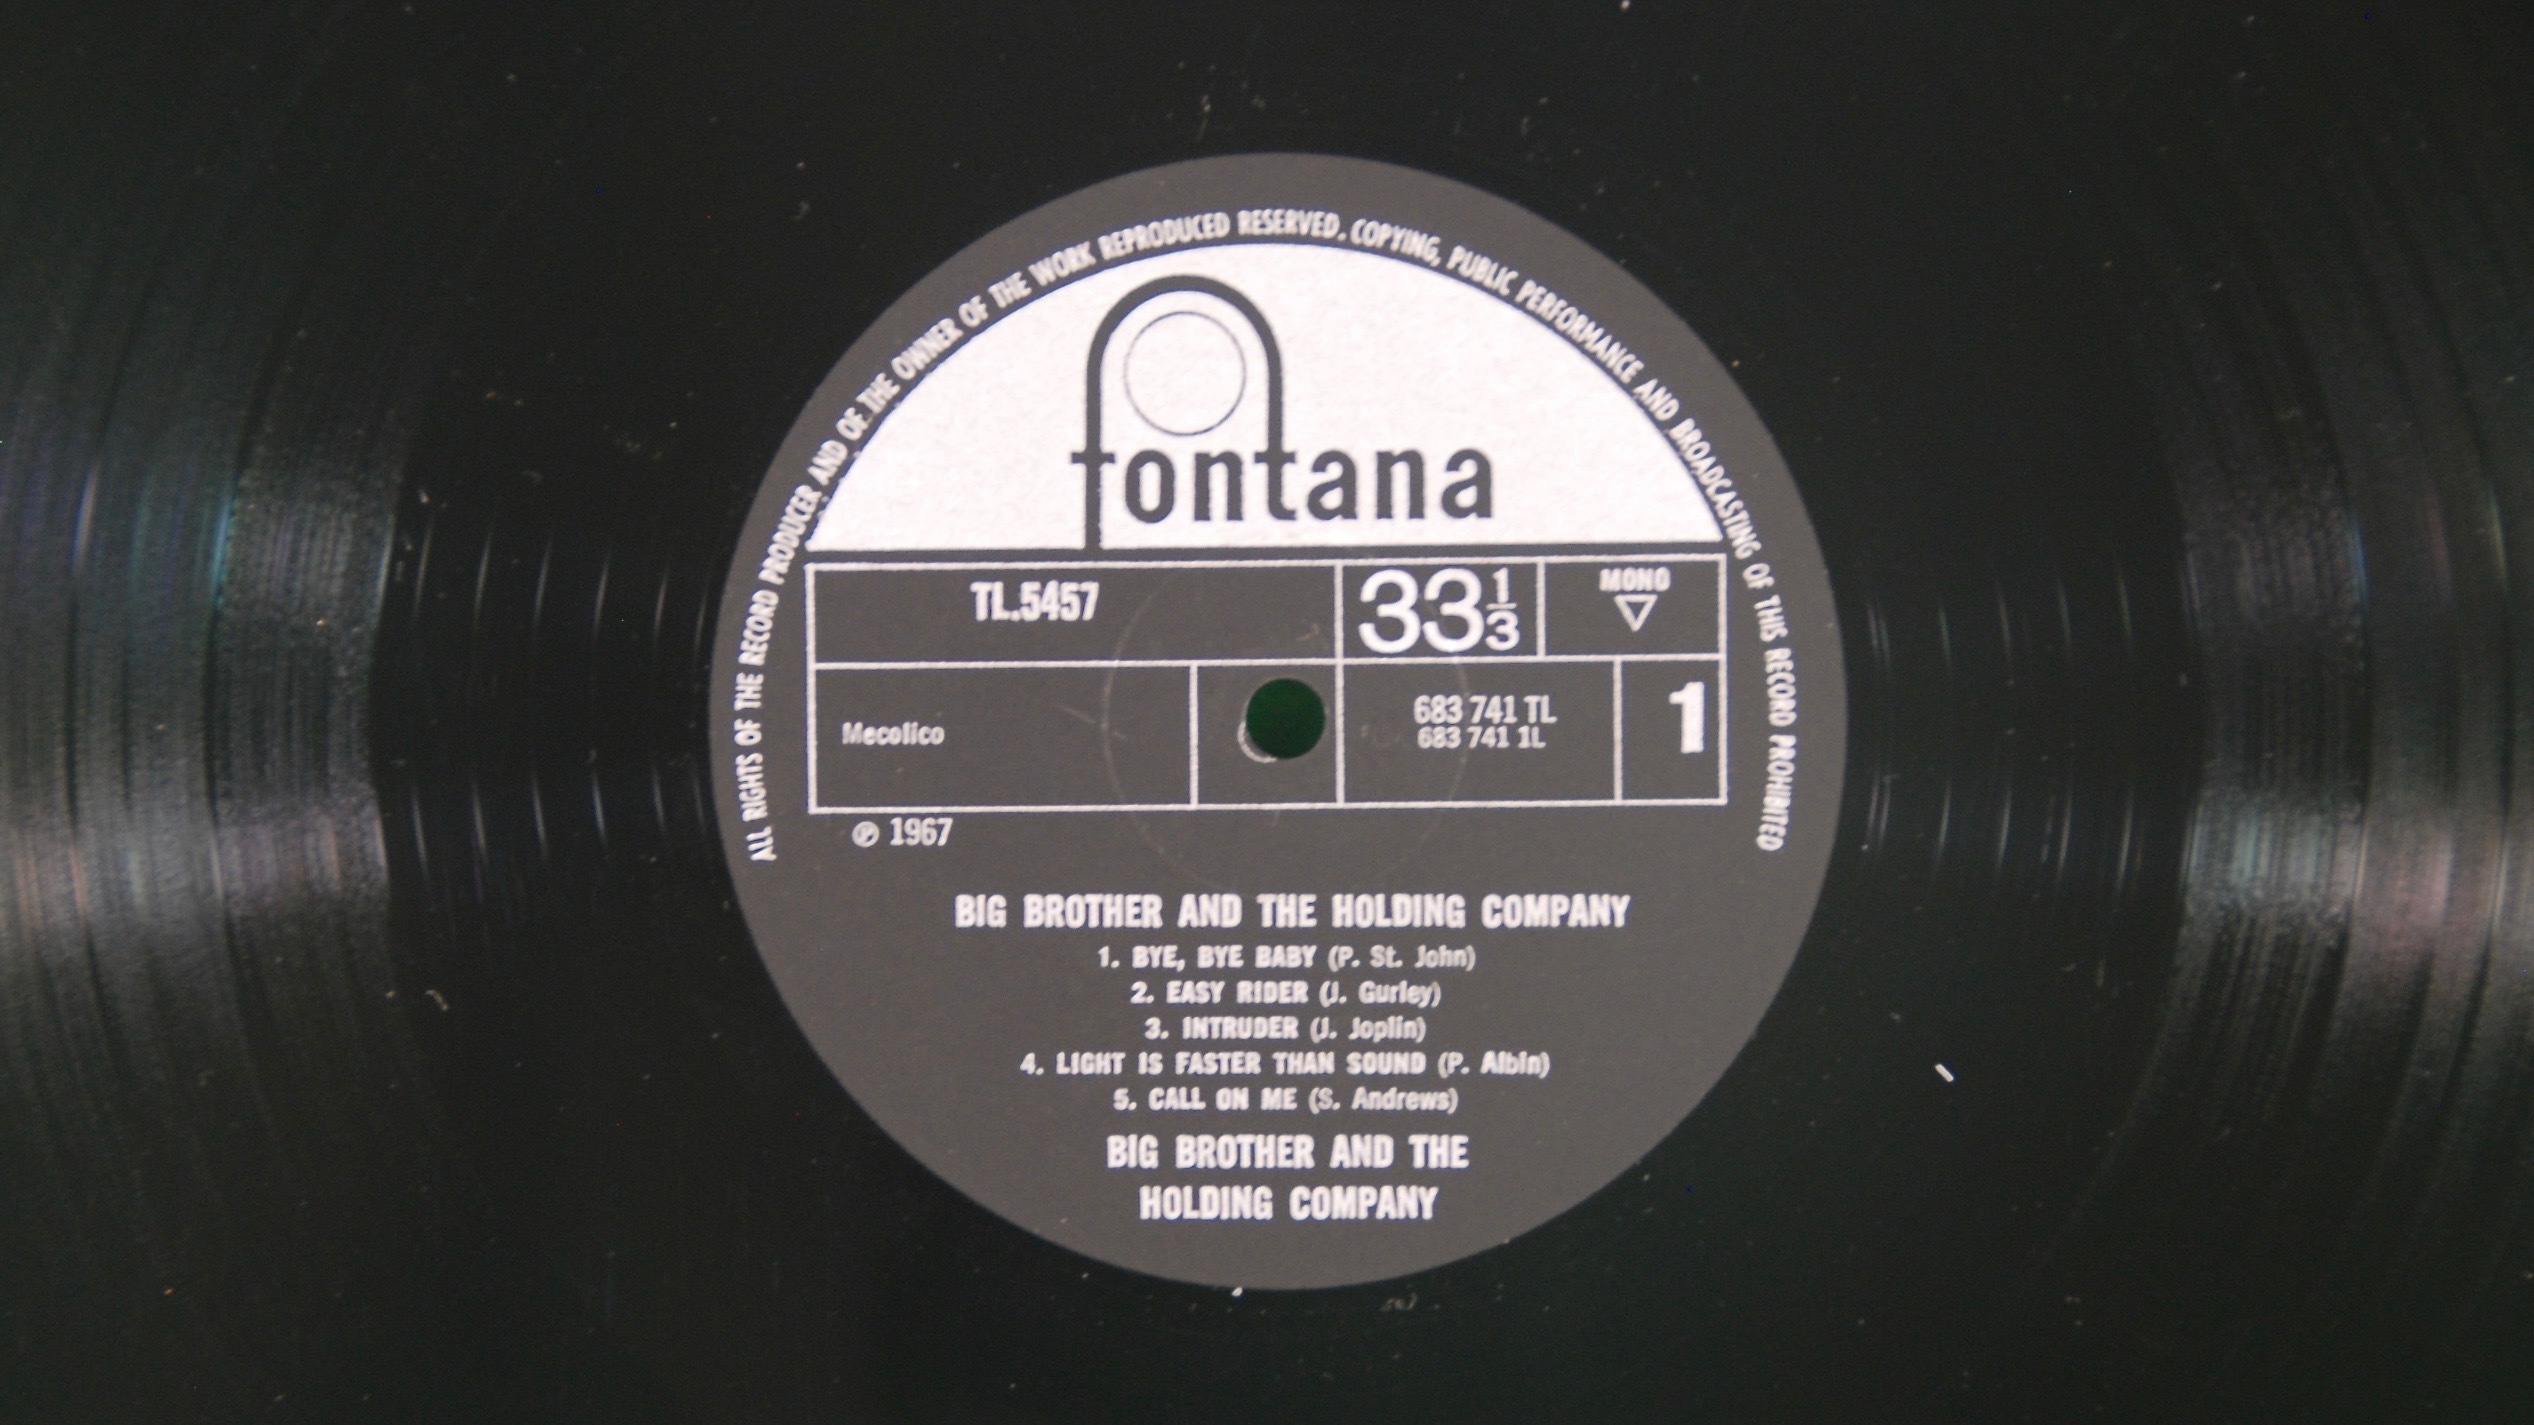 ALL RIGHTS OF THE RECORD PRODUCER AND OF THE OWNER OF THE WORK REPRODUCED RESERVED. COPYING, PUBLIC PERFORMANCE AND BROADCASTING OF THIS RECORD PROHIBITED
fontana
TL.5457
33 1/3
MONO
Mecolico
683 741 TL
683 741 1L
1
℗ 1967
BIG BROTHER AND THE HOLDING COMPANY
1. BYE, BYE BABY (P. St. John)
2. EASY RIDER (J. Gurley)
3. INTRUDER (J. Joplin)
4. LIGHT IS FASTER THAN SOUND (P. Albin)
5. CALL ON ME (S. Andrews)
BIG BROTHER AND THE
HOLDING COMPANY